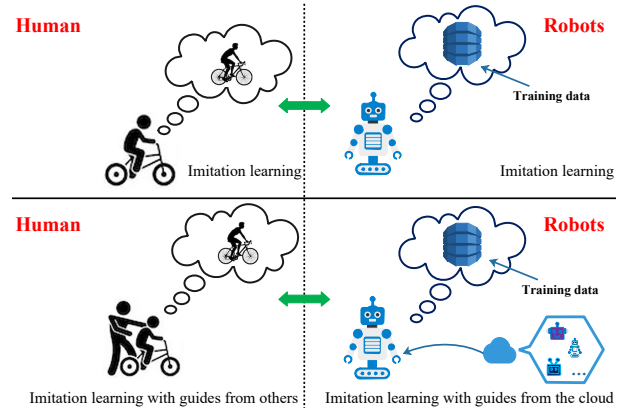 Human
Robots
Training data
Imitation learning
Imitation learning
Human
Robots
Training data
...
Imitation learning with guides from others
Imitation learning with guides from the cloud